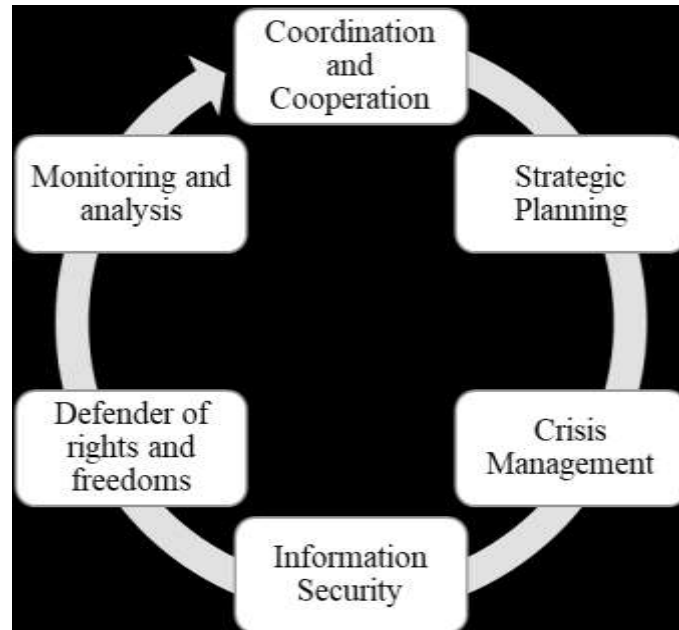 Coordination
and
Cooperation
Strategic
Planning
Crisis
Management
Information
Security
Defender of
rights and
freedoms
Monitoring and
analysis